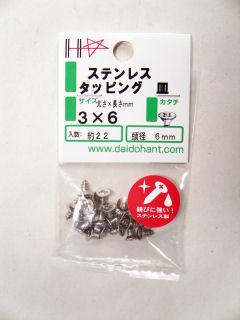 ステンレス
タッピング 皿
サイズ 太さ×長さmm
カタチ
3×6
入数: 約22
頭径 6mm
www.daidohant.com
錆びに強い!
ステンレス製